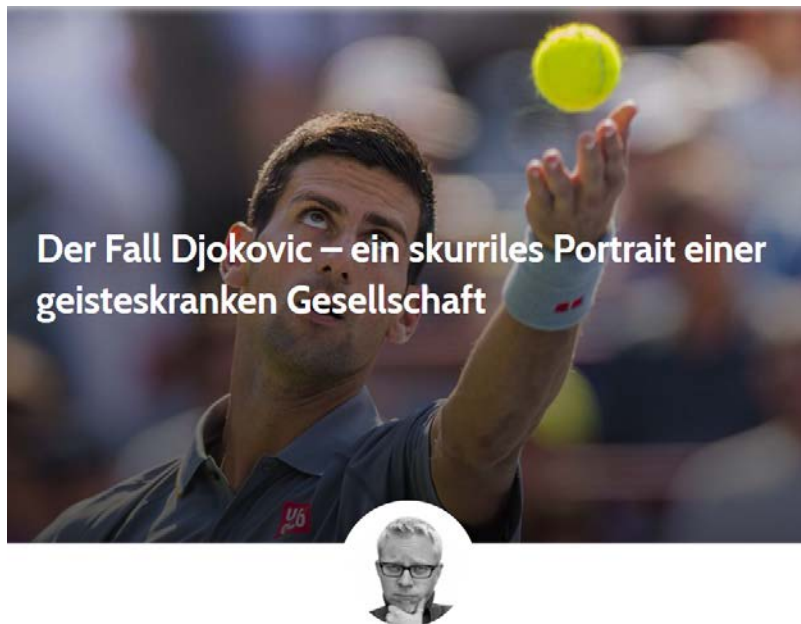 Der Fall Djokovic – ein skurriles Portrait einer
geisteskranken Gesellschaft